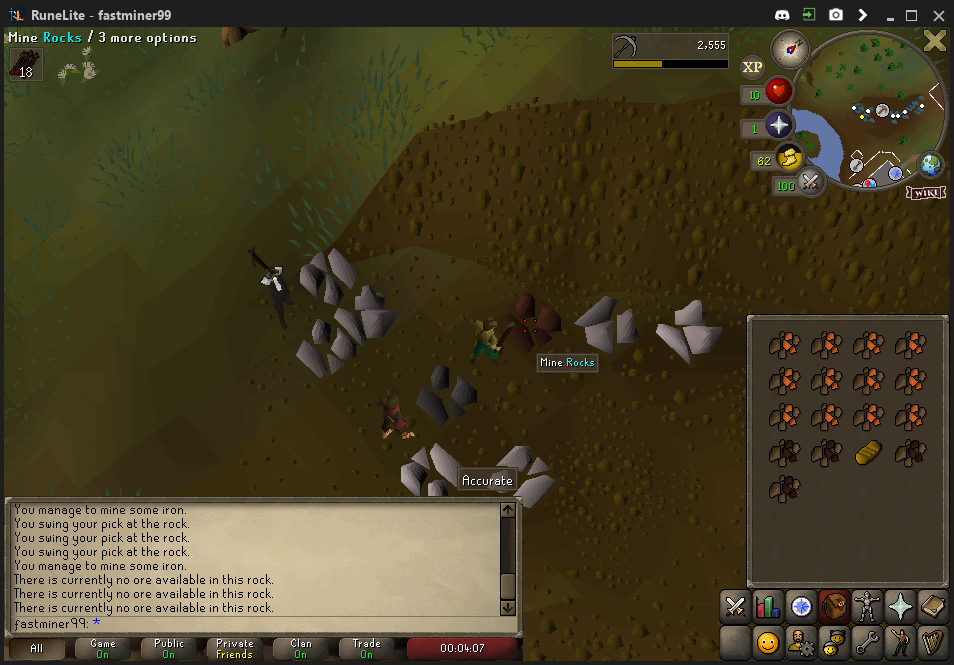 RuneLite - fastminer99
Mine Rocks / 3 more options
18
2,555
XP
10
1
62
100
WIKI
Mine Rocks
Accurate
You manage to mine some iron.
You swing your pick at the rock.
You swing your pick at the rock.
You swing your pick at the rock.
You manage to mine some iron.
There is currently no ore available in this rock.
There is currently no ore available in this rock.
There is currently no ore available in this rock.
fastminer99: *
All
Game
On
Public
On
Private
Friends
Clan
On
Trade
On
00:04:07